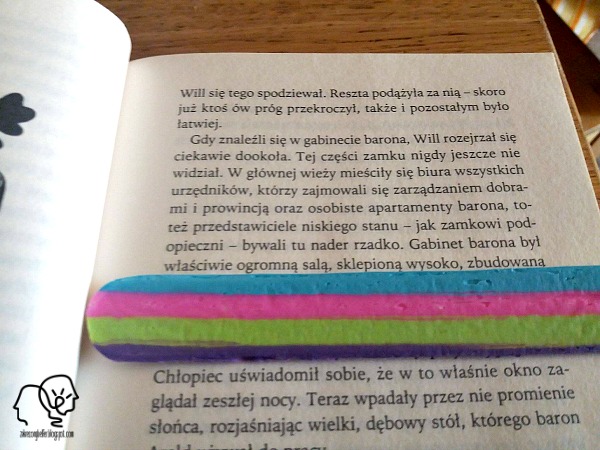 Will się tego spodziewał. Reszta podążyła za nią – skoro
już ktoś ów próg przekroczył, także i pozostałym było
łatwiej.
Gdy znaleźli się w gabinecie barona, Will rozejrzał się
ciekawie dookoła. Tej części zamku nigdy jeszcze nie
widział. W głównej wieży mieściły się biura wszystkich
urzędników, którzy zajmowali się zarządzaniem dobra-
mi i prowincją oraz osobiste apartamenty barona, to-
też przedstawiciele niskiego stanu – jak zamkowi pod-
opieczni – bywali tu nader rzadko. Gabinet barona był
właściwie ogromną salą, sklepioną wysoko, zbudowaną
Chłopiec uświadomił sobie, że w to właśnie okno za-
glądał zeszłej nocy. Teraz wpadały przez nie promienie
słońca, rozjaśniając wielki, dębowy stół, którego baron